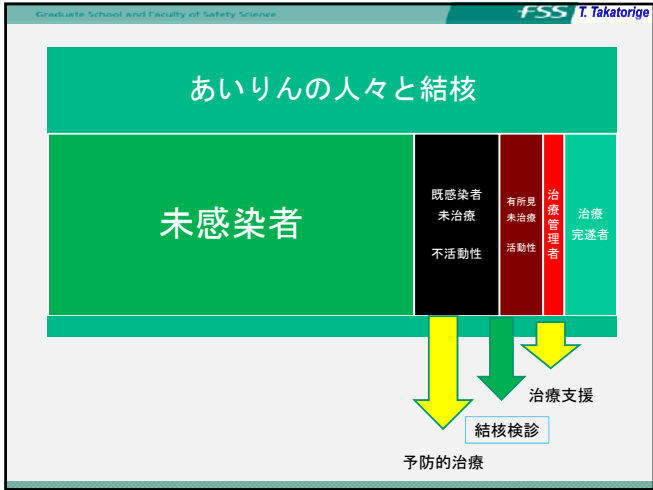 Graduate School and Faculty of Safety Science
FSS T. Takatorige
あいりんの人々と結核
未感染者
既感染者
未治療
不活動性
有所見
未治療
活動性
治療管理者
治療
完遂者
治療支援
結核検診
予防的治療